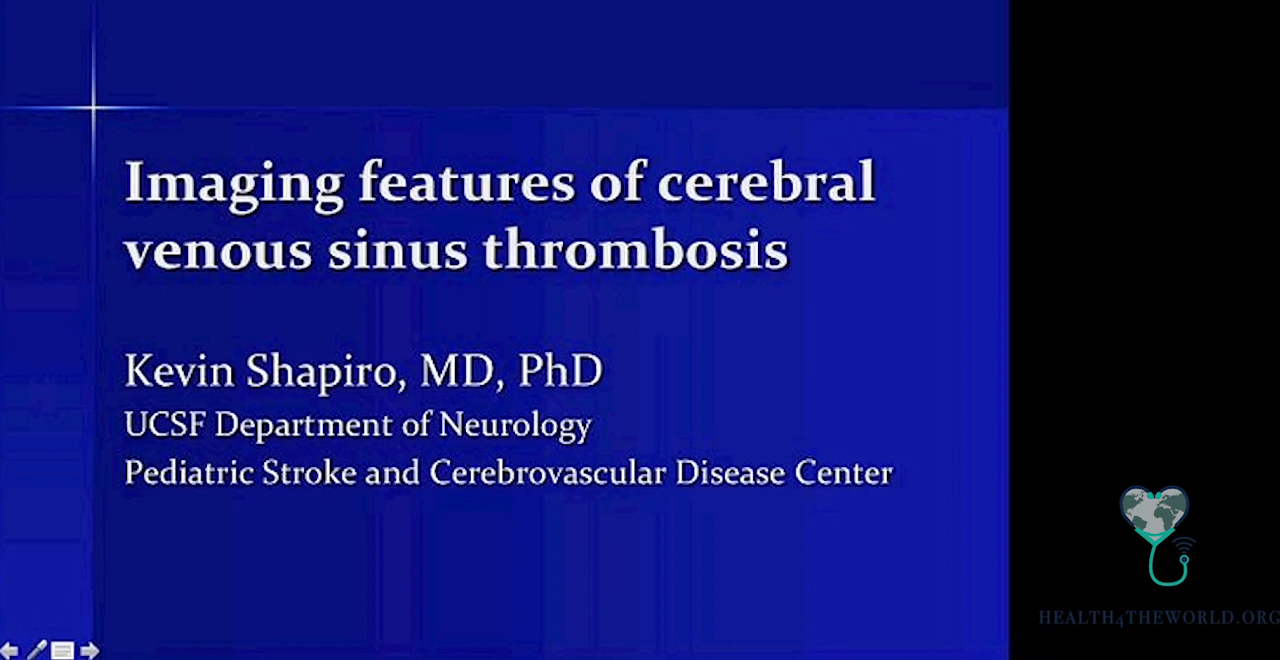 Imaging features of cerebral
venous sinus thrombosis
Kevin Shapiro, MD, PhD
UCSF Department of Neurology
Pediatric Stroke and Cerebrovascular Disease Center
HEALTH4THEWORLD.ORG